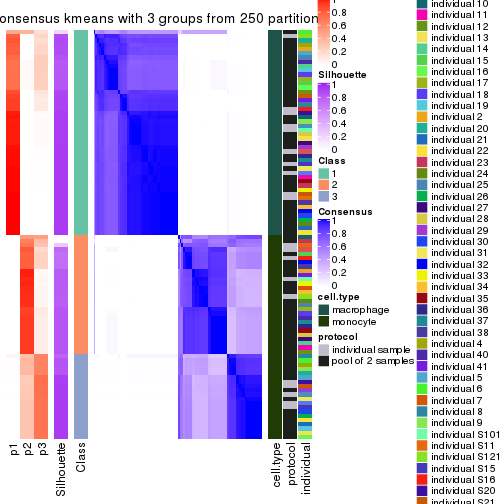 onsensus kmeans with 3 groups from 250 partition
0.8
0.6
0.4
0.2
0
Silhouette
1
0.8
0.6
0.4
0.2
0
Class
1
2
3
Consensus
1
0.8
0.6
0.4
0.2
0
cell.type
macrophage
monocyte
protocol
individual sample
pool of 2 samples
p1
p2
p3
Silhouette
Class
cell.type
protocol
individual
individual 10
individual 11
individual 12
individual 13
individual 14
individual 15
individual 16
individual 17
individual 18
individual 19
individual 2
individual 20
individual 21
individual 22
individual 23
individual 24
individual 25
individual 26
individual 27
individual 28
individual 29
individual 30
individual 31
individual 32
individual 33
individual 34
individual 35
individual 36
individual 37
individual 38
individual 4
individual 40
individual 41
individual 5
individual 6
individual 7
individual 8
individual 9
individual S101
individual S11
individual S121
individual S15
individual S16
individual S20
individual S21